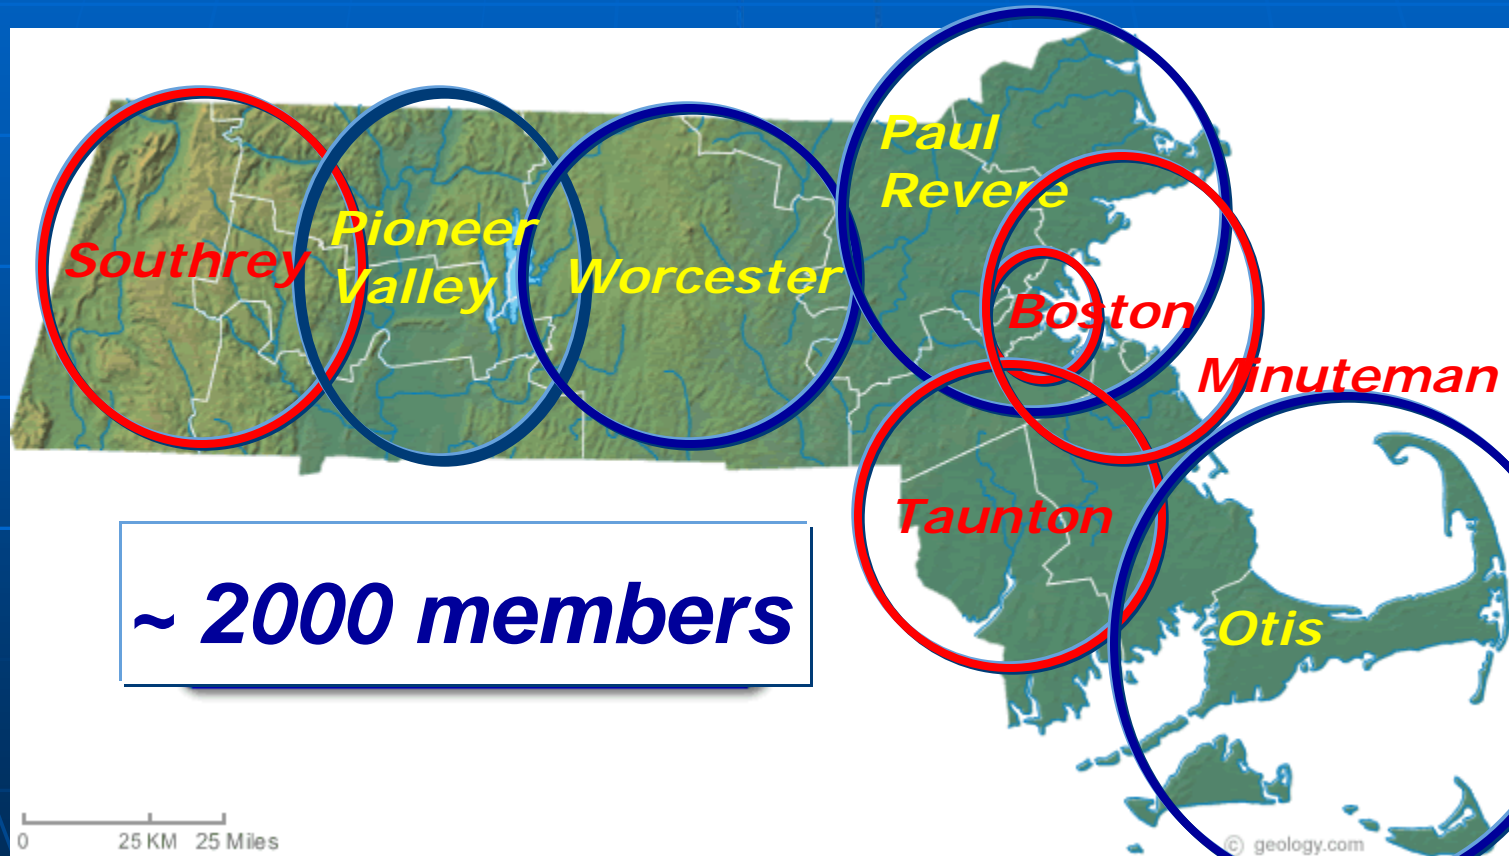 Paul
Revere
Southrey
Pioneer
Valley
Worcester
Boston
Minuteman
Taunton
Otis
~ 2000 members
0 25 KM 25 Miles
© geology.com